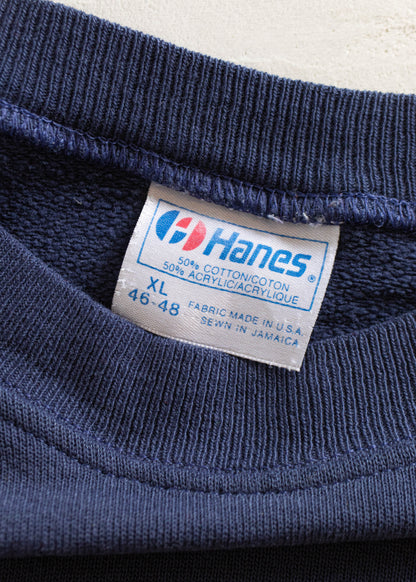 Hanes®
50% COTTON/COTON
50% ACRYLIC/ACRYLIQUE
XL
46-48
FABRIC MADE IN U.S.A.
SEWN IN JAMAICA